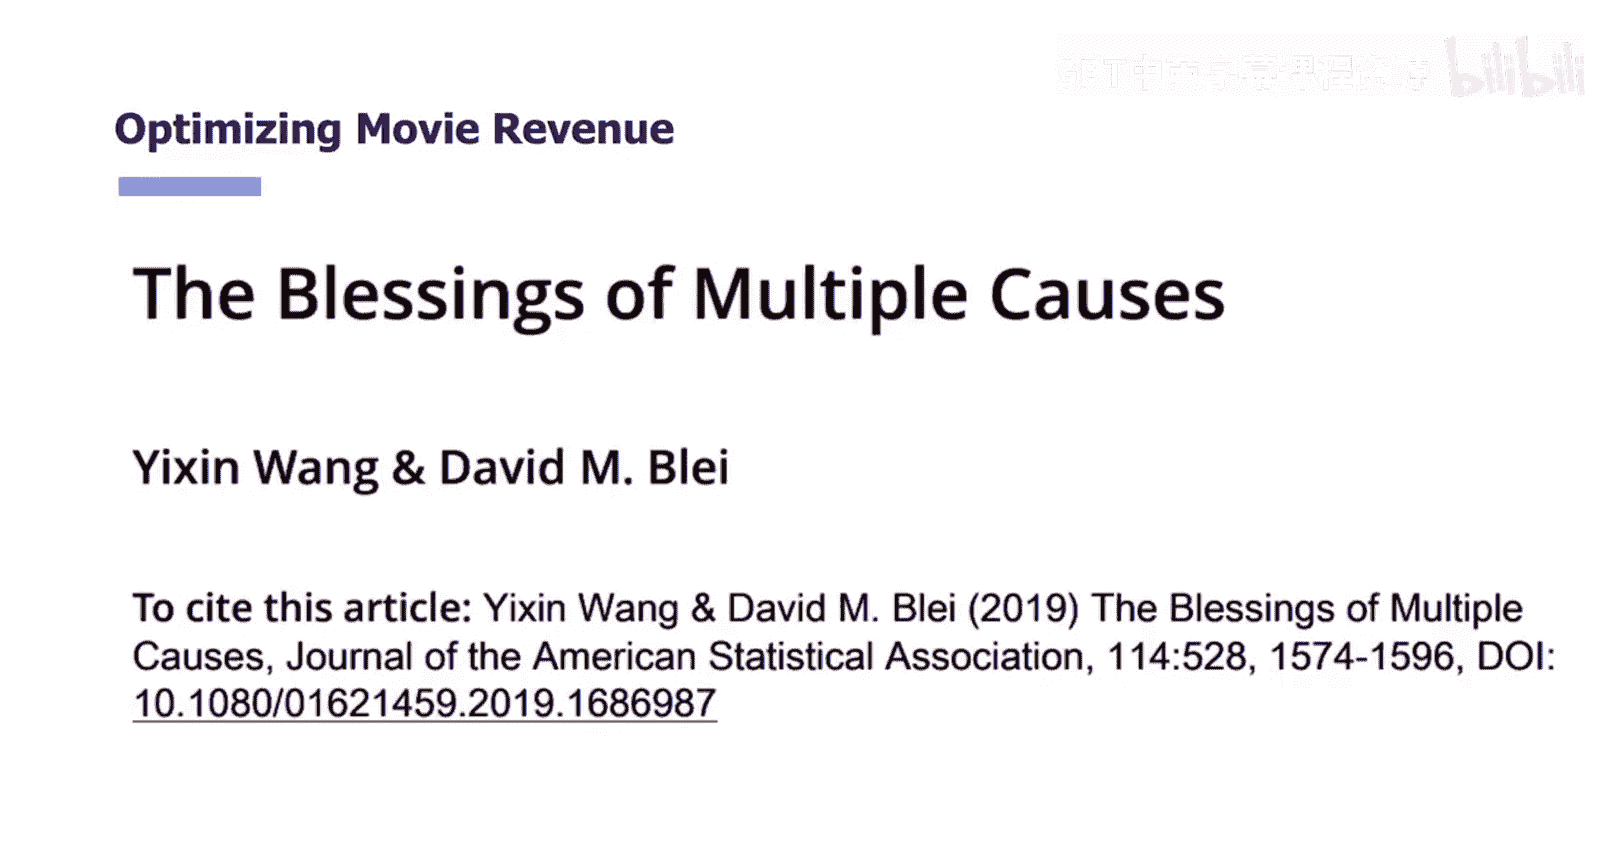 bilibili
Optimizing Movie Revenue
The Blessings of Multiple Causes
Yixin Wang & David M. Blei
To cite this article: Yixin Wang & David M. Blei (2019) The Blessings of Multiple
Causes, Journal of the American Statistical Association, 114:528, 1574-1596, DOI:
10.1080/01621459.2019.1686987